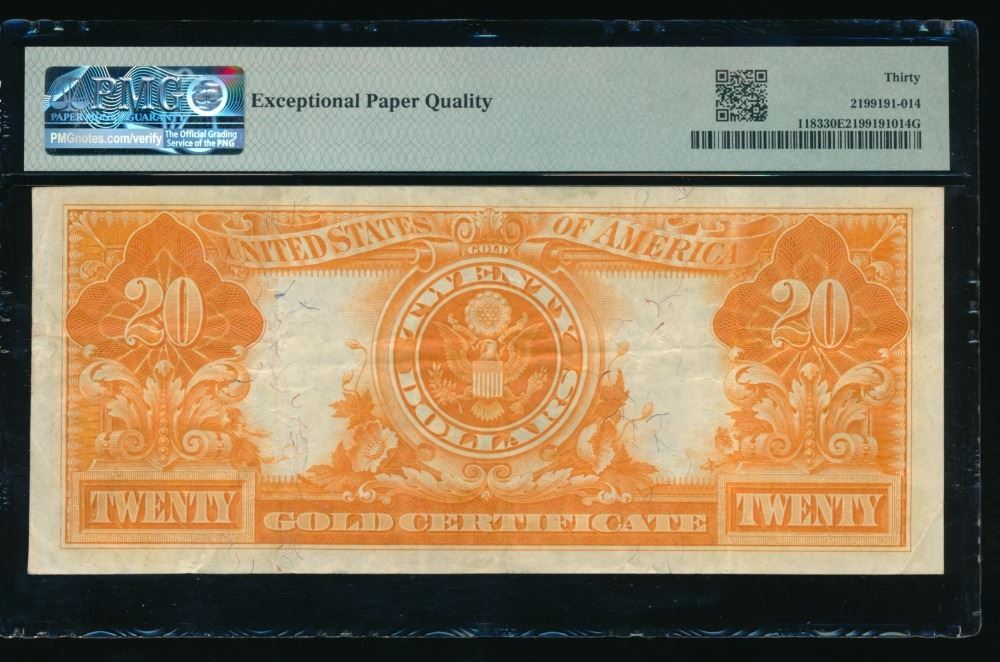 PMG
PAPER MONEY GUARANTY
PMGnotes.com/verify
The Official Grading
Service of the PNG
Exceptional Paper Quality
Thirty
2199191-014
118330E2199191014G
UNITED STATES OF AMERICA
GOLD
20
TWENTY
DOLLARS
20
TWENTY
GOLD CERTIFICATE
TWENTY